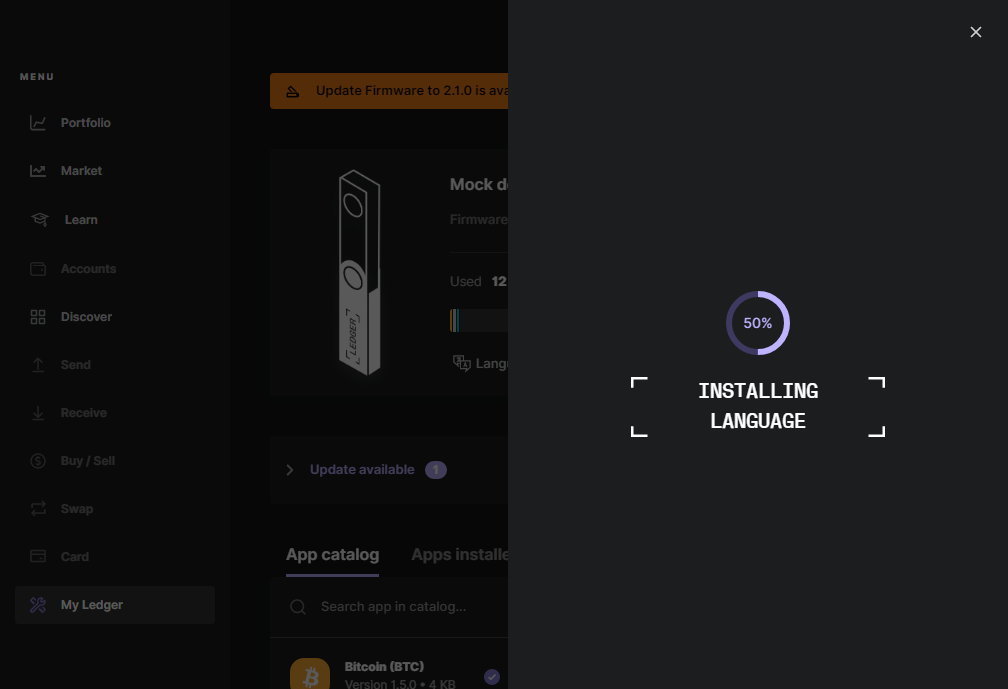 MENU
Portfolio
Market
Learn
Accounts
Discover
Send
Receive
Buy / Sell
Swap
Card
My Ledger
Update Firmware to 2.1.0 is ava
LEDGER
Mock de
Firmware
Used 12
Langu
Update available 1
App catalog
Apps installe
Search app in catalog...
Bitcoin (BTC)
Version 1.5.0 • 4 KB
50%
INSTALLING
LANGUAGE